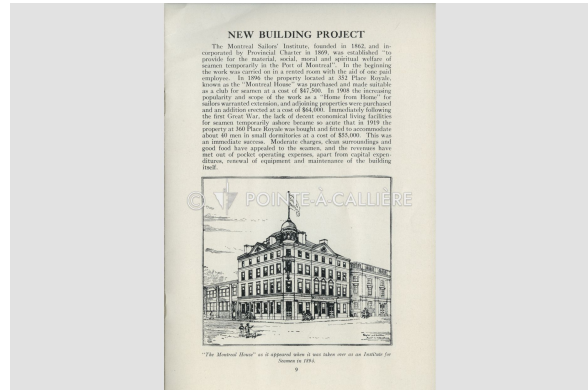 NEW BUILDING PROJECT
The Montreal Sailors' Institute, founded in 1862, and in-
corporated by Provincial Charter in 1869, was established "to
provide for the material, social, moral and spiritual welfare of
seamen temporarily in the Port of Montreal". In the beginning
the work was carried on in a rented room with the aid of one paid
employee. In 1896 the property located at 352 Place Royale,
known as the "Montreal House" was purchased and made suitable
as a club for seamen at a cost of $47,500. In 1908 the increasing
popularity and scope of the work as a "Home from Home" for
sailors warranted extension, and adjoining properties were purchased
and an addition erected at a cost of $64,000. Immediately following
the first Great War, the lack of decent economical living facilities
for seamen temporarily ashore became so acute that in 1919 the
property at 360 Place Royale was bought and fitted to accommodate
about 40 men in small dormitories at a cost of $55,000. This was
an immediate success. Moderate charges, clean surroundings and
good food have appealed to the seamen, and the revenues have
met out of pocket operating expenses, apart from capital expen-
ditures, renewal of equipment and maintenance of the building
itself.
© POINTE-À-CALLIÈRE
"The Montreal House" as it appeared when it was taken over as an Institute for
Seamen in 1896.
9